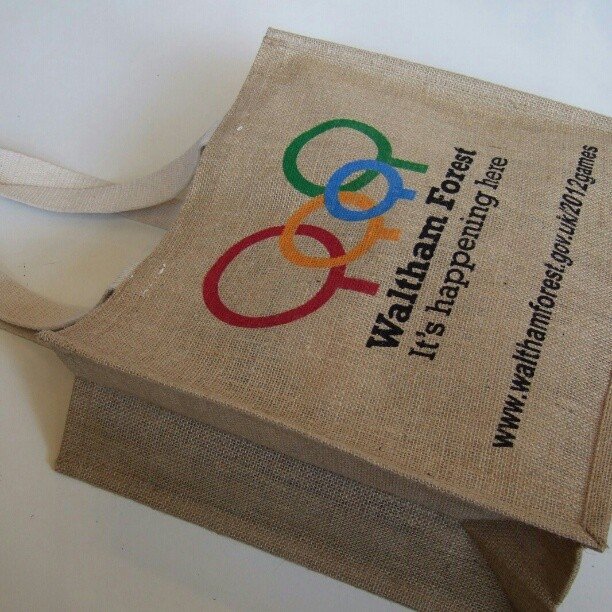 Waltham Forest
It's happening here
www.walthamforest.gov.uk/2012games